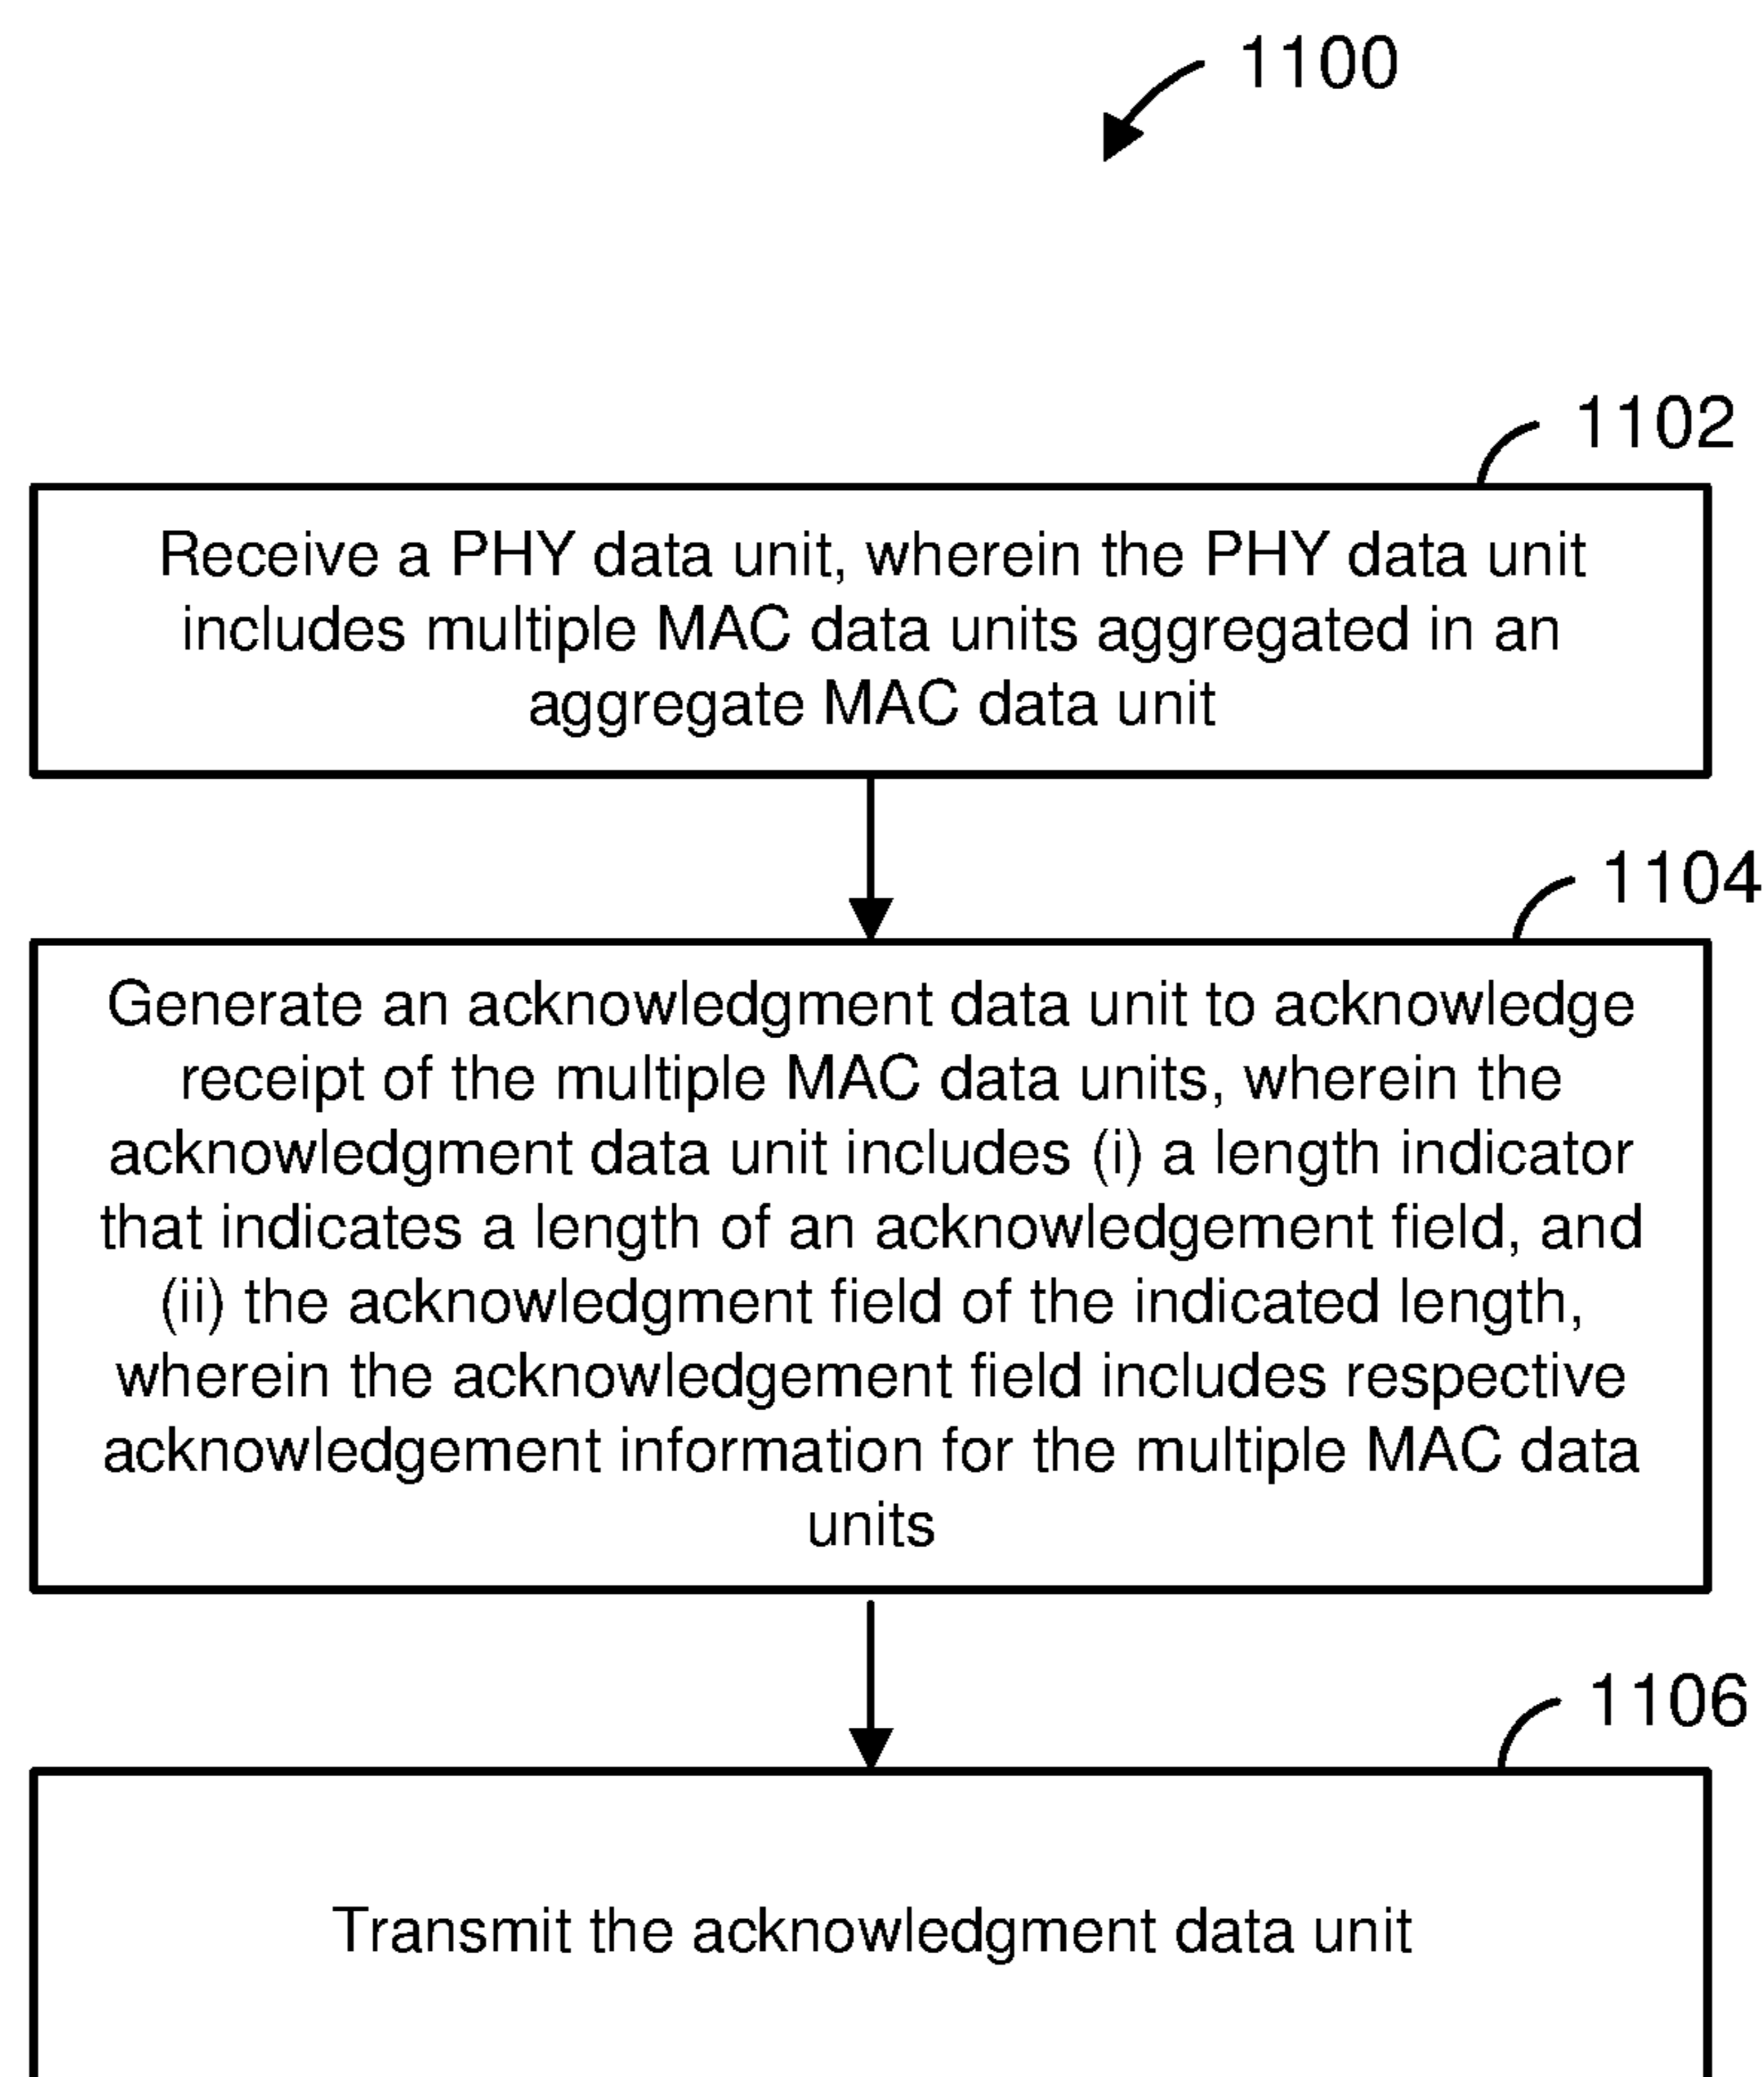 1100
1102
Receive a PHY data unit, wherein the PHY data unit
includes multiple MAC data units aggregated in an
aggregate MAC data unit
1104
Generate an acknowledgment data unit to acknowledge
receipt of the multiple MAC data units, wherein the
acknowledgment data unit includes (i) a length indicator
that indicates a length of an acknowledgement field, and
(ii) the acknowledgment field of the indicated length,
wherein the acknowledgement field includes respective
acknowledgement information for the multiple MAC data
units
1106
Transmit the acknowledgment data unit